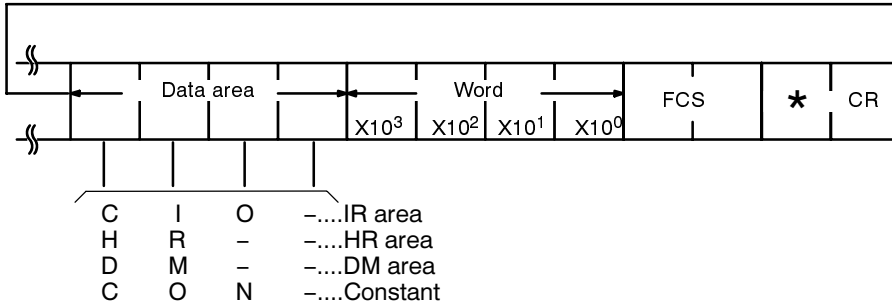 Data area Word FCS * CR
X10³ X10² X10¹ X10⁰
C I O –....IR area
H R – –....HR area
D M – –....DM area
C O N –....Constant